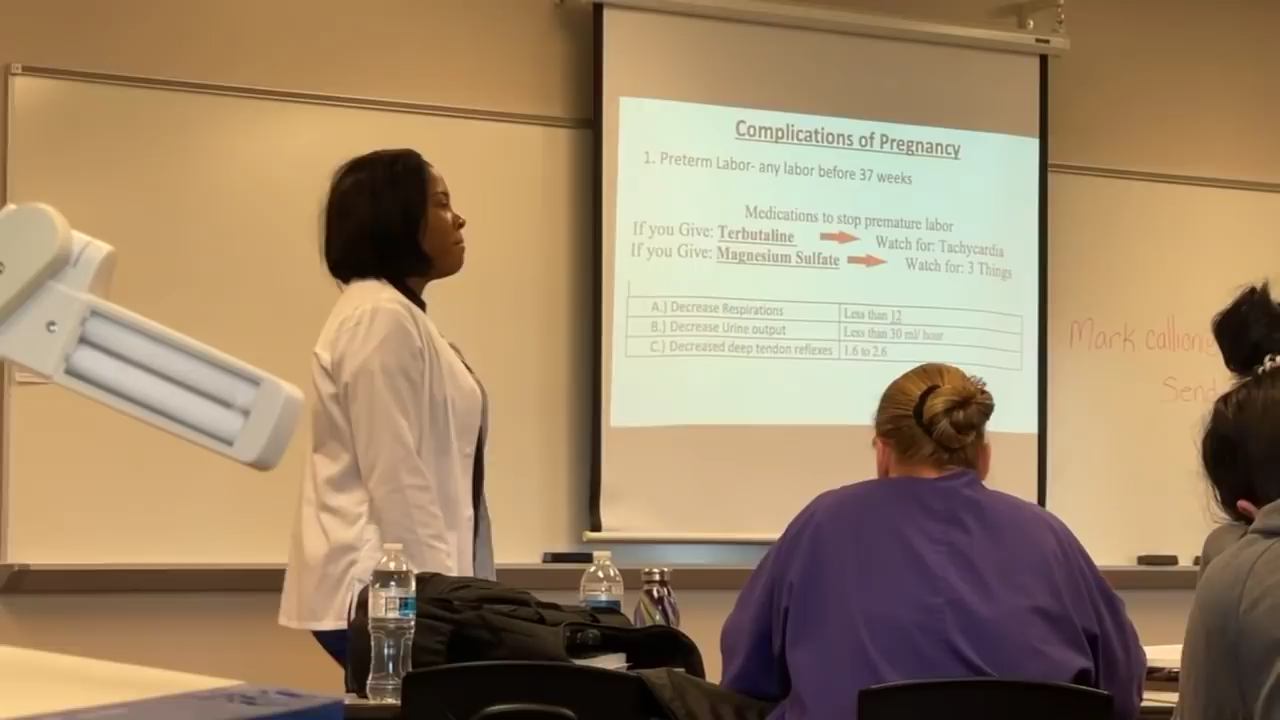 Complications of Pregnancy
1. Preterm Labor- any labor before 37 weeks
Medications to stop premature labor
If you Give: Terbutaline Watch for: Tachycardia
If you Give: Magnesium Sulfate Watch for: 3 Things
A.) Decrease Respirations Less than 12
B.) Decrease Urine output Less than 30 ml/ hour
C.) Decreased deep tendon reflexes 1.6 to 2.6
Mark
Send